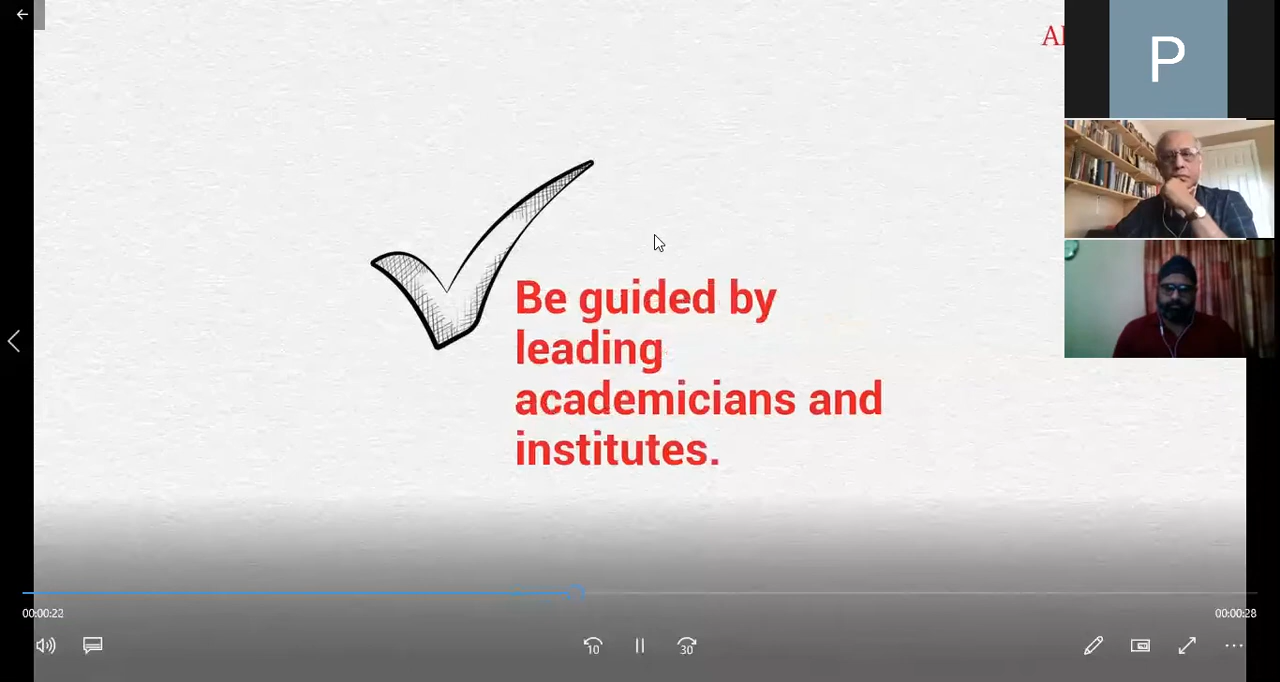 P
Be guided by
leading
academicians and
institutes.
00:00:22
00:00:28
10
30